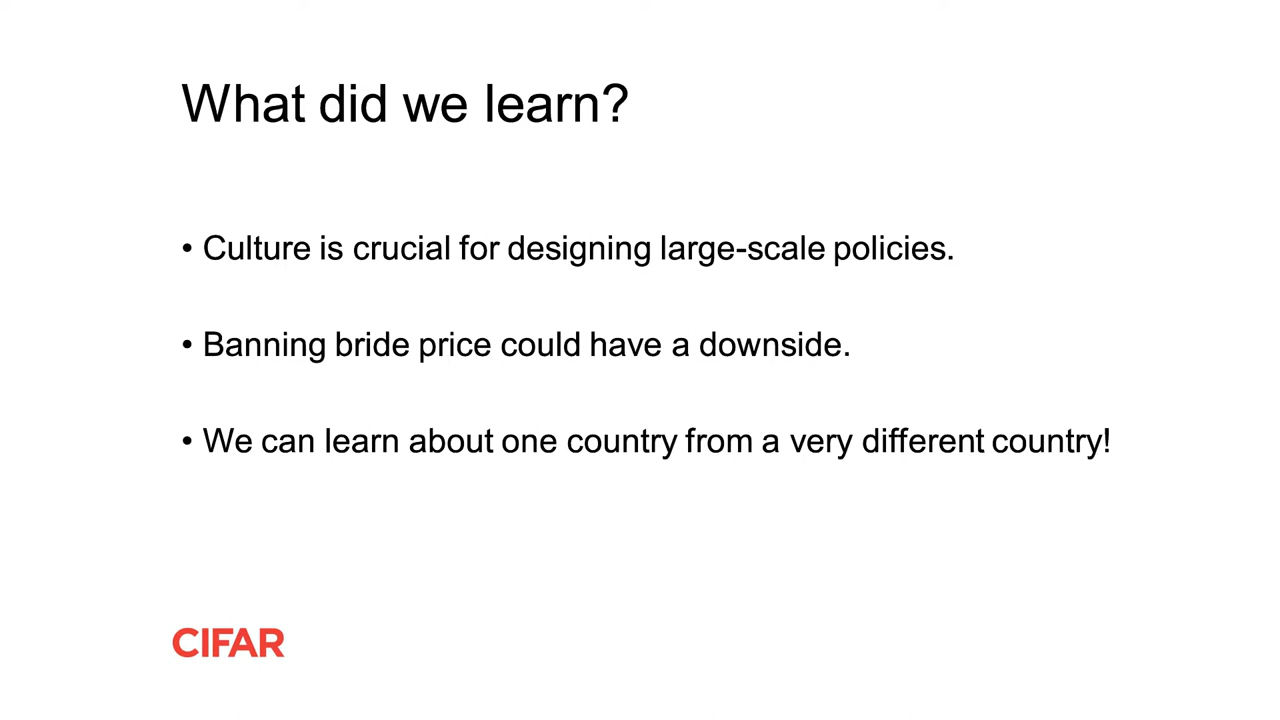 What did we learn?
• Culture is crucial for designing large-scale policies.
• Banning bride price could have a downside.
• We can learn about one country from a very different country!
CIFAR